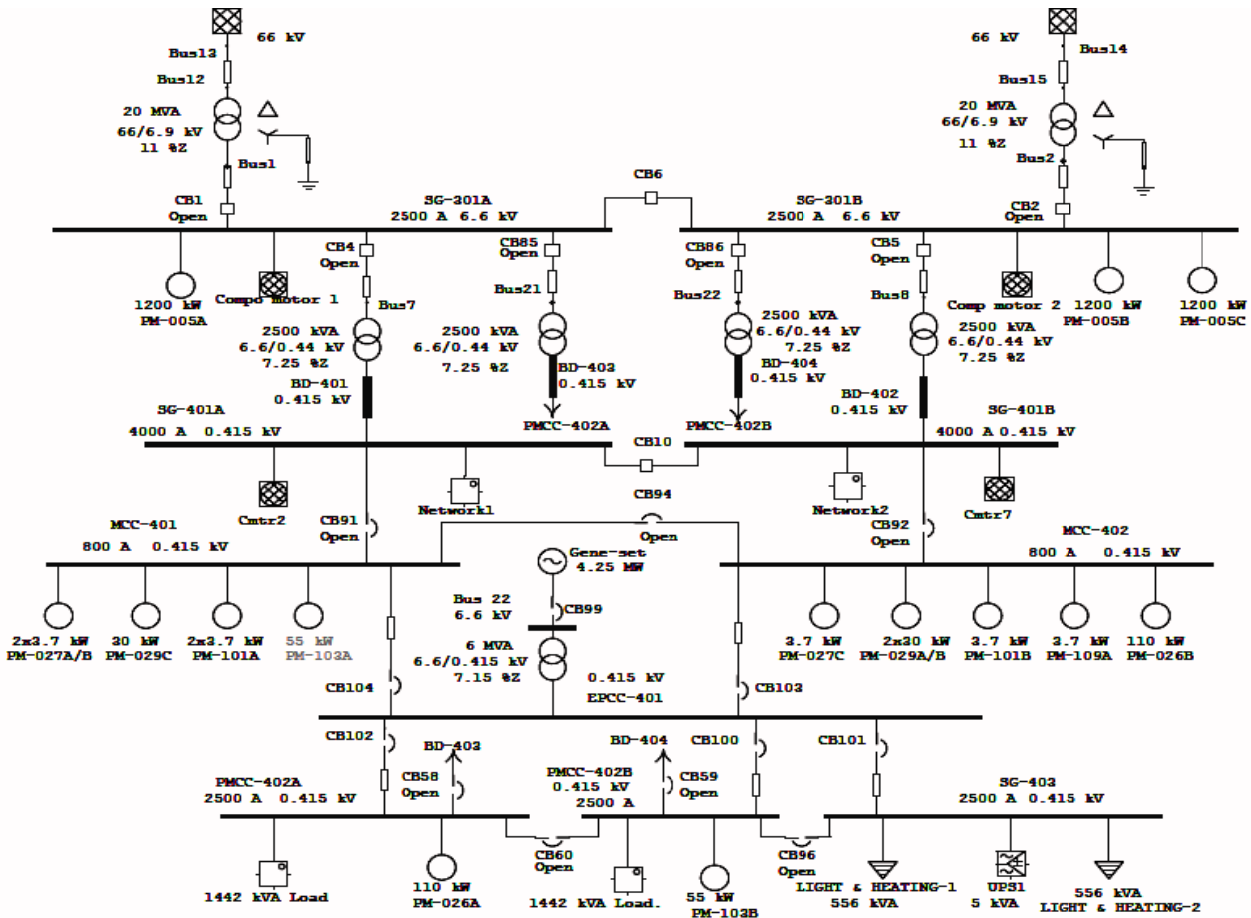 66 kV
66 kV
Bus13
Bus14
Bus12
Bus15
20 MVA
66/6.9 kV
11 %Z
20 MVA
66/6.9 kV
11 %Z
Bus1
Bus2
CB1
Open
CB6
CB2
Open
SG-301A
2500 A 6.6 kV
SG-301B
2500 A 6.6 kV
CB4
Open
CB85
Open
CB86
Open
CB5
Open
1200 kW
PM-005A
Compo motor 1
Bus7
Bus21
Bus22
Bus8
Comp motor 2
1200 kW
PM-005B
1200 kW
PM-005C
2500 kVA
6.6/0.44 kV
7.25 %Z
2500 kVA
6.6/0.44 kV
7.25 %Z
2500 kVA
6.6/0.44 kV
7.25 %Z
2500 kVA
6.6/0.44 kV
7.25 %Z
BD-401
0.415 kV
BD-403
0.415 kV
BD-404
0.415 kV
BD-402
0.415 kV
SG-401A
4000 A 0.415 kV
PMCC-402A
PMCC-402B
SG-401B
4000 A 0.415 kV
CB10
Cmtr2
Network1
Network2
Cmtr7
CB94
Open
CB91
Open
CB92
Open
MCC-401
800 A 0.415 kV
MCC-402
800 A 0.415 kV
Gene-set
4.25 MW
Bus 22
6.6 kV
CB99
2x3.7 kW
PM-027A/B
30 kW
PM-029C
2x3.7 kW
PM-101A
55 kW
PM-103A
3.7 kW
PM-027C
2x30 kW
PM-029A/B
3.7 kW
PM-101B
3.7 kW
PM-109A
110 kW
PM-026B
6 MVA
6.6/0.415 kV
7.15 %Z
CB104
0.415 kV
EPCC-401
CB103
CB102
BD-403
BD-404
CB100
CB101
CB58
Open
CB59
Open
PMCC-402A
2500 A 0.415 kV
PMCC-402B
0.415 kV
2500 A
SG-403
2500 A 0.415 kV
CB60
Open
CB96
Open
1442 kVA Load
110 kW
PM-026A
1442 kVA Load.
55 kW
PM-103B
LIGHT & HEATING-1
556 kVA
UPS1
5 kVA
556 kVA
LIGHT & HEATING-2